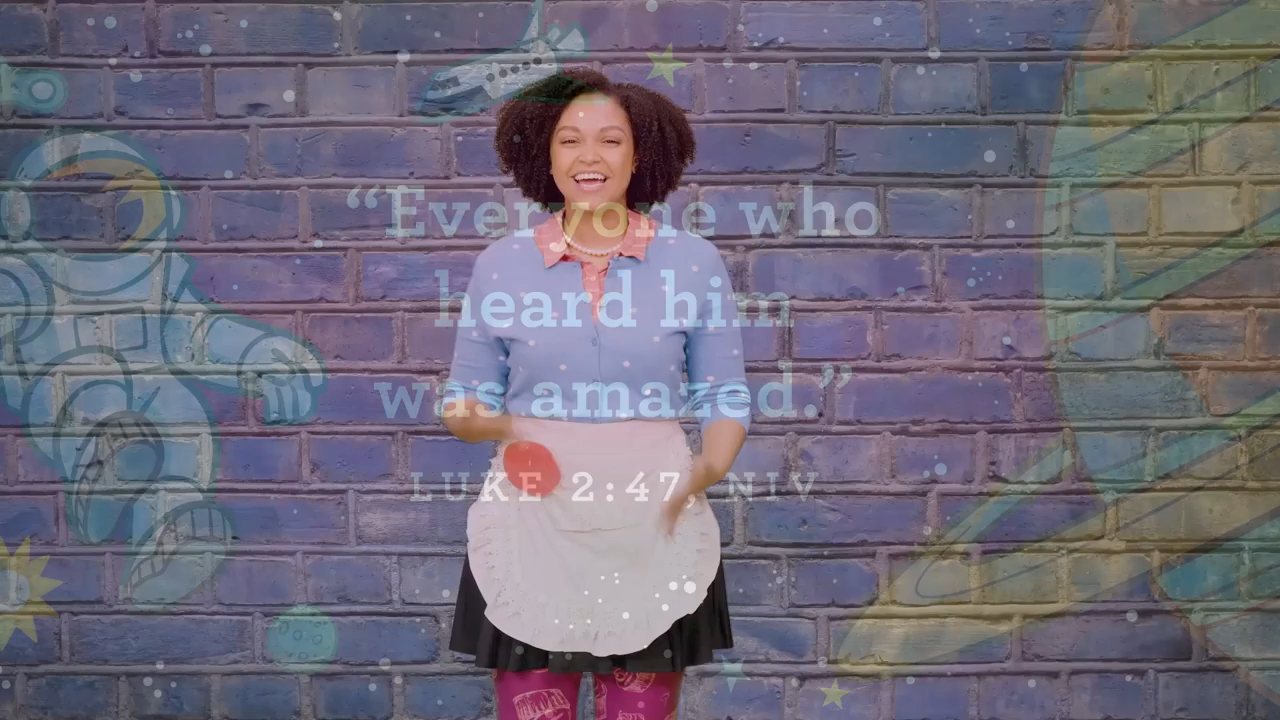 “Everyone who
heard him
was amazed.”
LUKE 2:47, NIV